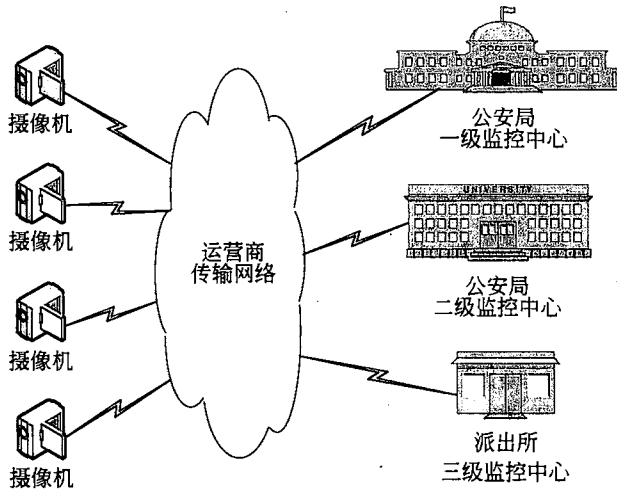 摄像机
摄像机
摄像机
摄像机
运营商
传输网络
公安局
一级监控中心
UNIVERSITY
公安局
二级监控中心
派出所
三级监控中心